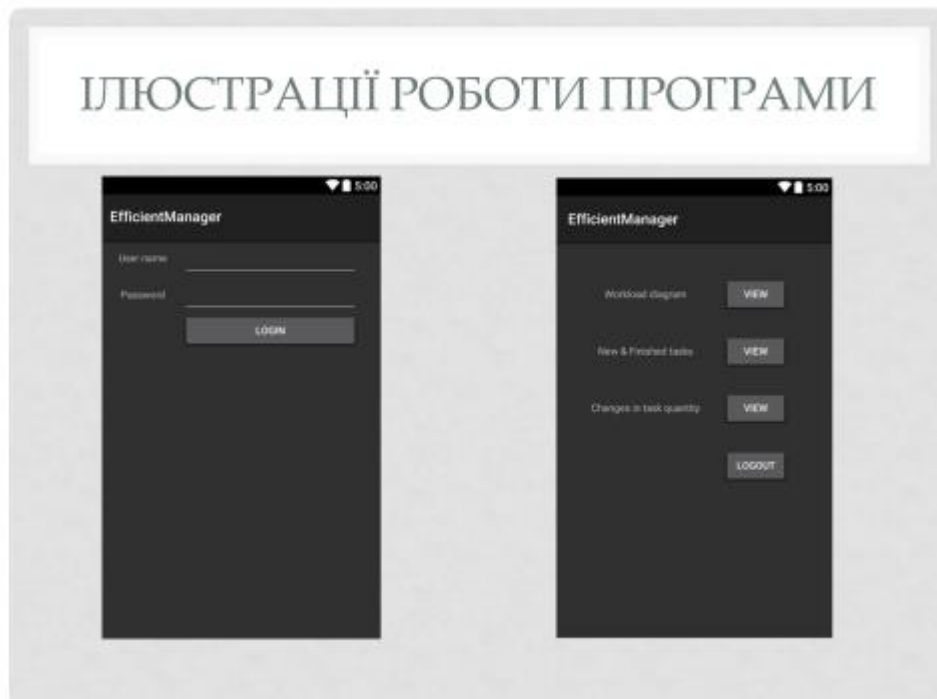 ІЛЮСТРАЦІЇ РОБОТИ ПРОГРАМИ
5:00
EfficientManager
User name
Password
LOGIN
5:00
EfficientManager
Workload diagram VIEW
New & Finished tasks VIEW
Changes in task quantity VIEW
LOGOUT